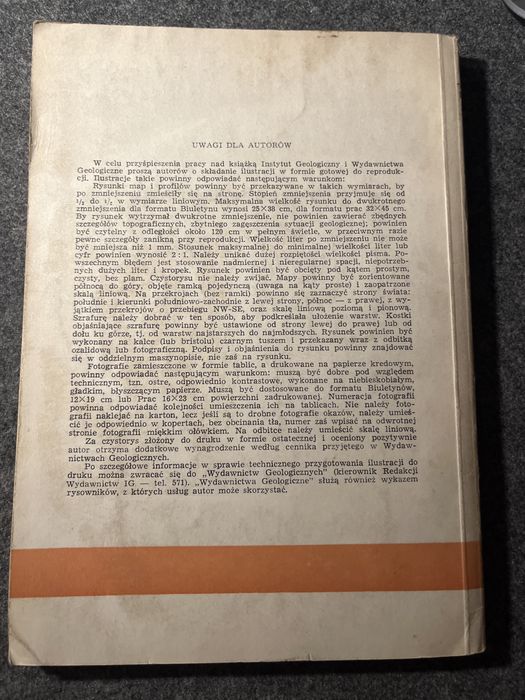 UWAGI DLA AUTORÓW
W celu przyśpieszenia pracy nad książką Instytut Geologiczny i Wydawnictwa
Geologiczne proszą autorów o składanie ilustracji w formie gotowej do reproduk-
cji. Ilustracje takie powinny odpowiadać następującym warunkom:
Rysunki map i profilów powinny być przekazywane w takich wymiarach, by
po zmniejszeniu zmieściły się na stronę. Stopień zmniejszenia przyjmuje się od
w wymiarze liniowym. Maksymalna wielkość rysunku do dwukrotnego
zmniejszenia dla formatu Biuletynu wynosi 25×38 cm, dla formatu prac 32×45 cm.
By rysunek wytrzymał dwukrotne zmniejszenie, nie powinien zawierać zbędnych
szczegółów topograficznych, zbytniego zagęszczenia sytuacji geologicznej; powinien
być czytelny z odległości około 120 cm w pełnym świetle, w przeciwnym razie
pewne szczegóły zanikną przy reprodukcji. Wielkość liter po zmniejszeniu nie może
być mniejsza niż 1 mm. Stosunek maksymalnej do minimalnej wielkości liter lub
cyfr powinien wynosić 2 : 1. Należy unikać dużej rozpiętości wielkości pisma. Po-
wszechnym błędem jest stosowanie nadmiernej i nieregularnej spacji, niepotrzeb-
nych dużych liter i kropek. Rysunek powinien być obcięty pod kątem prostym,
czysty, bez plam. Czystorysu nie należy zwijać. Mapy powinny być zorientowane
północą do góry, objęte ramką pojedynczą (uwaga na kąty proste) i zaopatrzone
skalą liniową. Na przekrojach (bez ramki) powinno się zaznaczyć strony świata:
południe i kierunki południowo-zachodnie z lewej strony, północ — z prawej, z wy-
jątkiem przekrojów o przebiegu NW–SE, oraz skalę liniową poziomą i pionową.
Szrafurę należy dobrać w ten sposób, aby podkreślała ułożenie warstw. Kostki
objaśniające szrafurę powinny być ustawione od strony lewej do prawej lub od
dołu ku górze, tj. od warstw najstarszych do najmłodszych. Rysunek powinien być
wykonany na kalce (lub bristolu) czarnym tuszem i przekazany wraz z odbitką
ozalidową lub fotograficzną. Podpisy i objaśnienia do rysunku powinny znajdować
się w oddzielnym maszynopisie, nie zaś na rysunku.
Fotografie zamieszczone w formie tablic, a drukowane na papierze kredowym,
powinny odpowiadać następującym warunkom: muszą być dobre pod względem
technicznym, tzn. ostre, odpowiednio kontrastowe, wykonane na niebieskobiałym,
gładkim, błyszczącym papierze. Muszą być dostosowane do formatu Biuletynów,
12×19 cm lub Prac 16×23 cm powierzchni zadrukowanej. Numeracja fotografii
powinna odpowiadać kolejności umieszczenia ich na tablicach. Nie należy foto-
grafii naklejać na karton, lecz jeśli są to drobne fotografie okazów, należy umieś-
cić je odpowiednio w kopertach, bez obcinania tła, numer zaś wpisać na odwrotnej
stronie fotografii miękkim ołówkiem. Na odbitce należy umieścić skalę liniową.
Za czystorys złożony do druku w formie ostatecznej i oceniony pozytywnie
autor otrzyma dodatkowe wynagrodzenie według cennika przyjętego w Wydaw-
nictwach Geologicznych.
Po szczegółowe informacje w sprawie technicznego przygotowania ilustracji do
druku można zwracać się do „Wydawnictw Geologicznych” (kierownik Redakcji
Wydawnictw IG. — tel. 571). „Wydawnictwa Geologiczne” służą również wykazem
rysowników, z których usług autor może skorzystać.